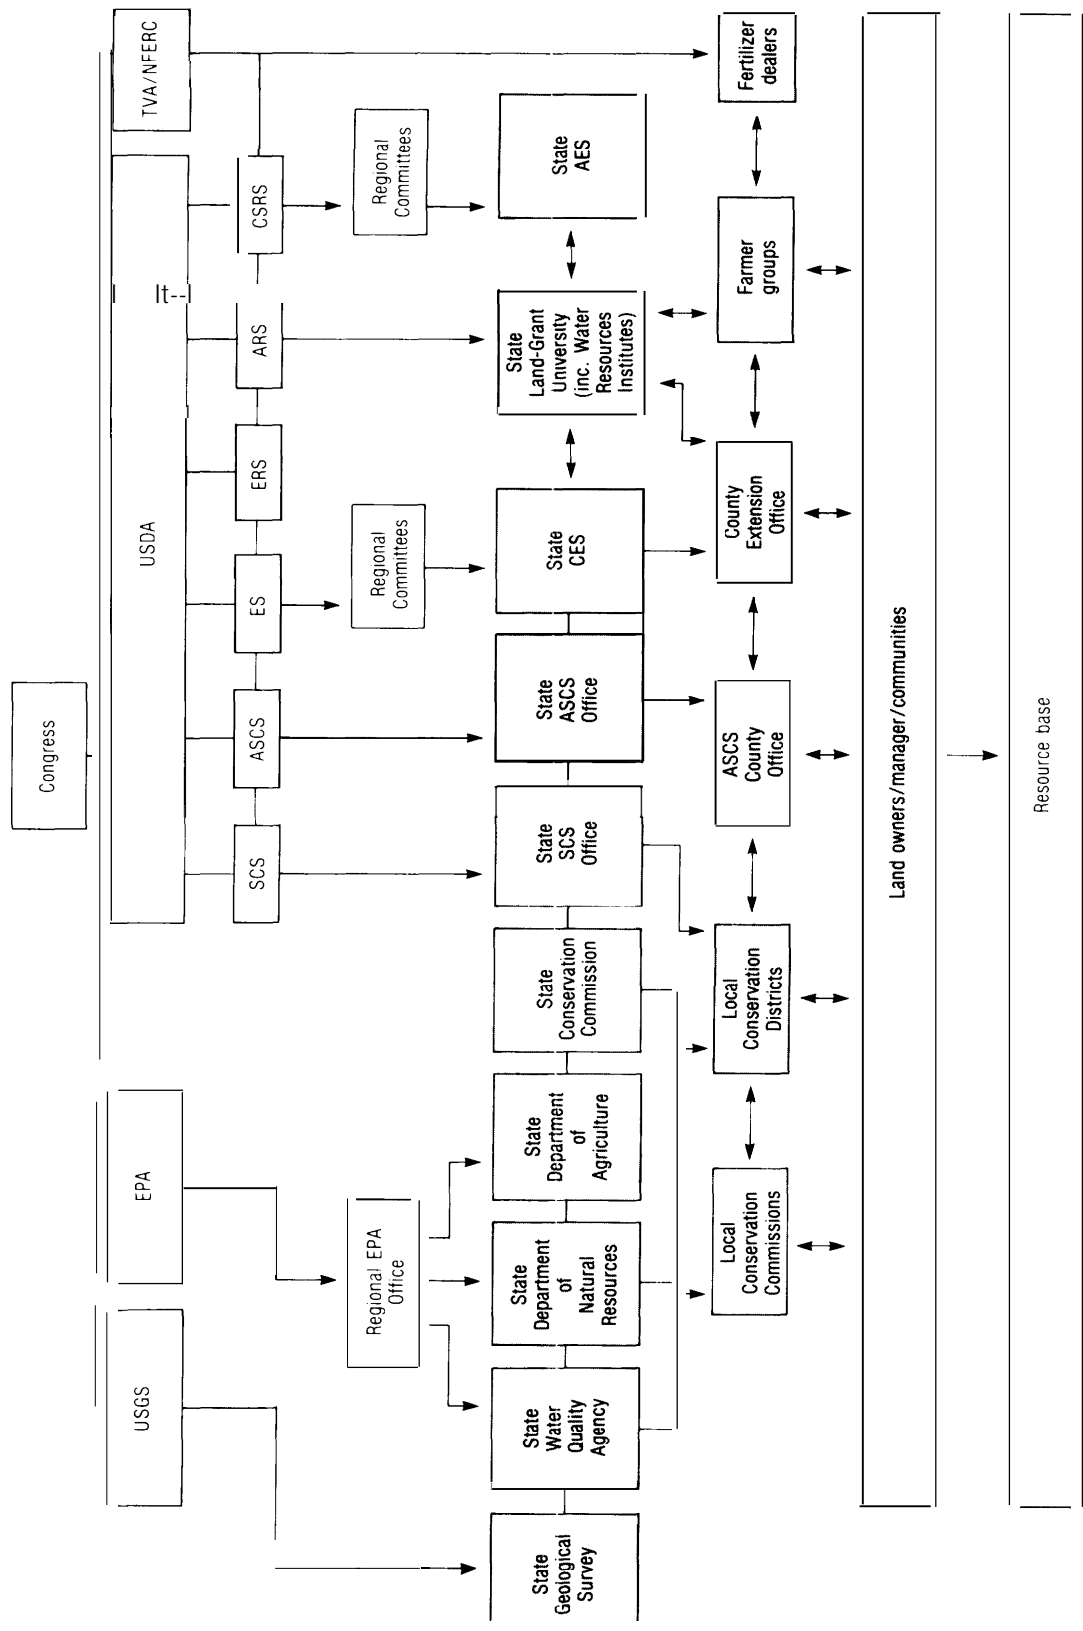 Congress
USGS
EPA
USDA
TVA/NFERC
SCS
ASCS
ES
ERS
ARS
CSRS
Regional EPA
Office
Regional
Committees
Regional
Committees
State
Geological
Survey
State
Water
Quality
Agency
State
Department
of
Natural
Resources
State
Department
of
Agriculture
State
Conservation
Commission
State
SCS
Office
State
ASCS
Office
State
CES
State
Land-Grant
University
(inc. Water
Resources
Institutes)
State
AES
Local
Conservation
Commissions
Local
Conservation
Districts
ASCS
County
Office
County
Extension
Office
Farmer
groups
Fertilizer
dealers
Land owners/manager/communities
Resource base